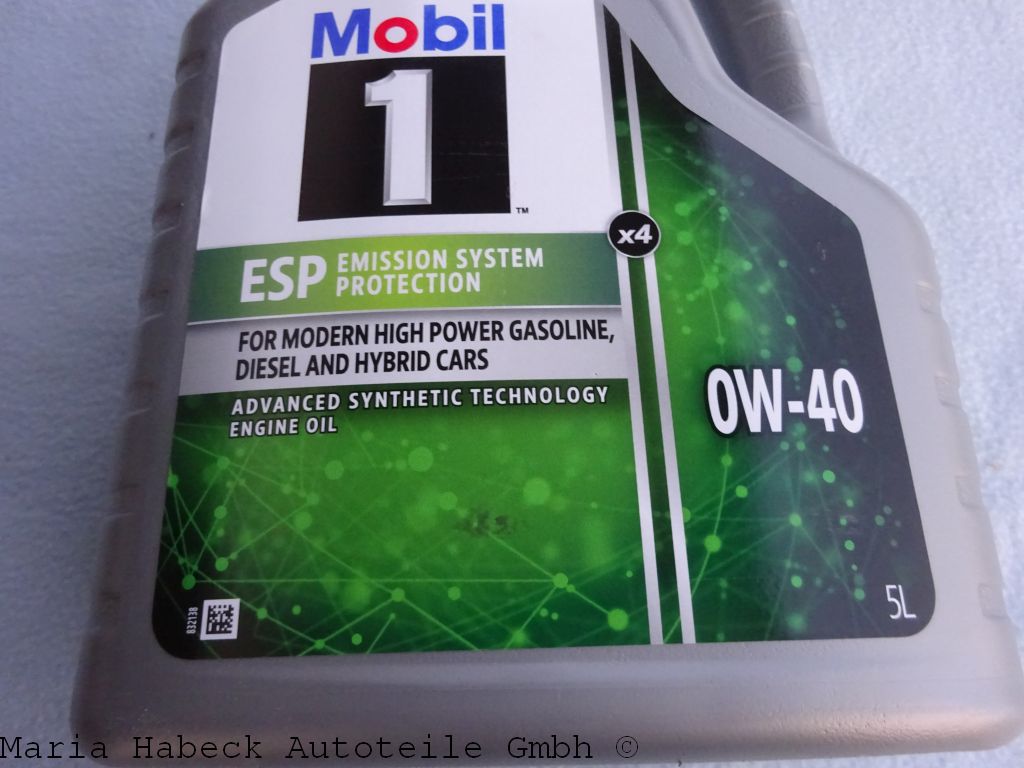 Mobil
1
™
x4
ESP EMISSION SYSTEM
PROTECTION
FOR MODERN HIGH POWER GASOLINE,
DIESEL AND HYBRID CARS
ADVANCED SYNTHETIC TECHNOLOGY
ENGINE OIL
0W-40
5L
832138
Maria Habeck Autoteile Gmbh ©